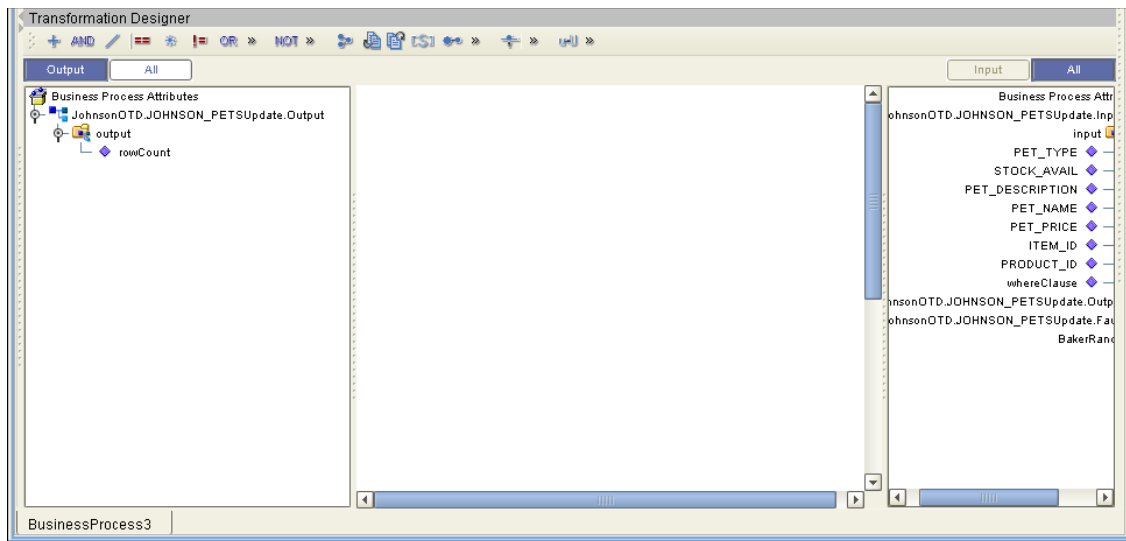 Transformation Designer
AND == != OR » NOT » [S] » » »
Output All Input All
Business Process Attributes
JohnsonOTD.JOHNSON_PETSUpdate.Output
output
rowCount
Business Process Attr
ohnsonOTD.JOHNSON_PETSUpdate.Inp
input
PET_TYPE
STOCK_AVAIL
PET_DESCRIPTION
PET_NAME
PET_PRICE
ITEM_ID
PRODUCT_ID
whereClause
nsonOTD.JOHNSON_PETSUpdate.Outp
ohnsonOTD.JOHNSON_PETSUpdate.Fau
BakerRand
BusinessProcess3